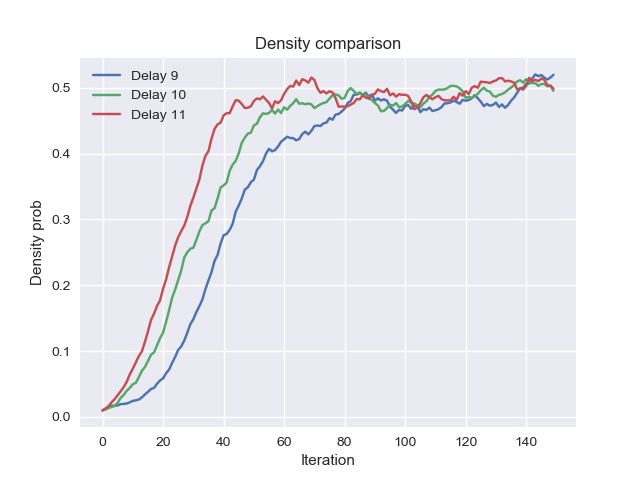 Density comparison
Delay 9
Delay 10
Delay 11
Density prob
0.5
0.4
0.3
0.2
0.1
0.0
0 20 40 60 80 100 120 140
Iteration